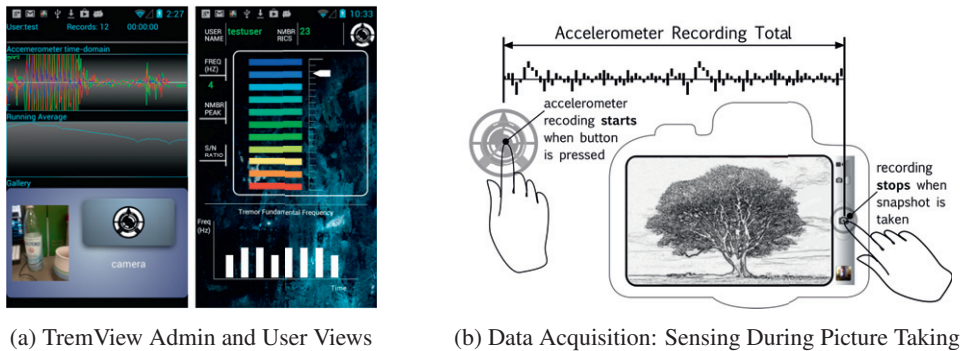 2:27
User:test Records: 12 00:00:00
Accemerometer time-domain
Running Average
Gallery
camera
10:33
USER NAME testuser NMBR RICS 23
FREQ (HZ)
4
NMBR PEAK
S/N RATIO
Tremor Fundamental Frequency
Freq (Hz)
Time
(a) TremView Admin and User Views
Accelerometer Recording Total
accelerometer
recoding starts
when button
is pressed
recording
stops when
snapshot is
taken
(b) Data Acquisition: Sensing During Picture Taking